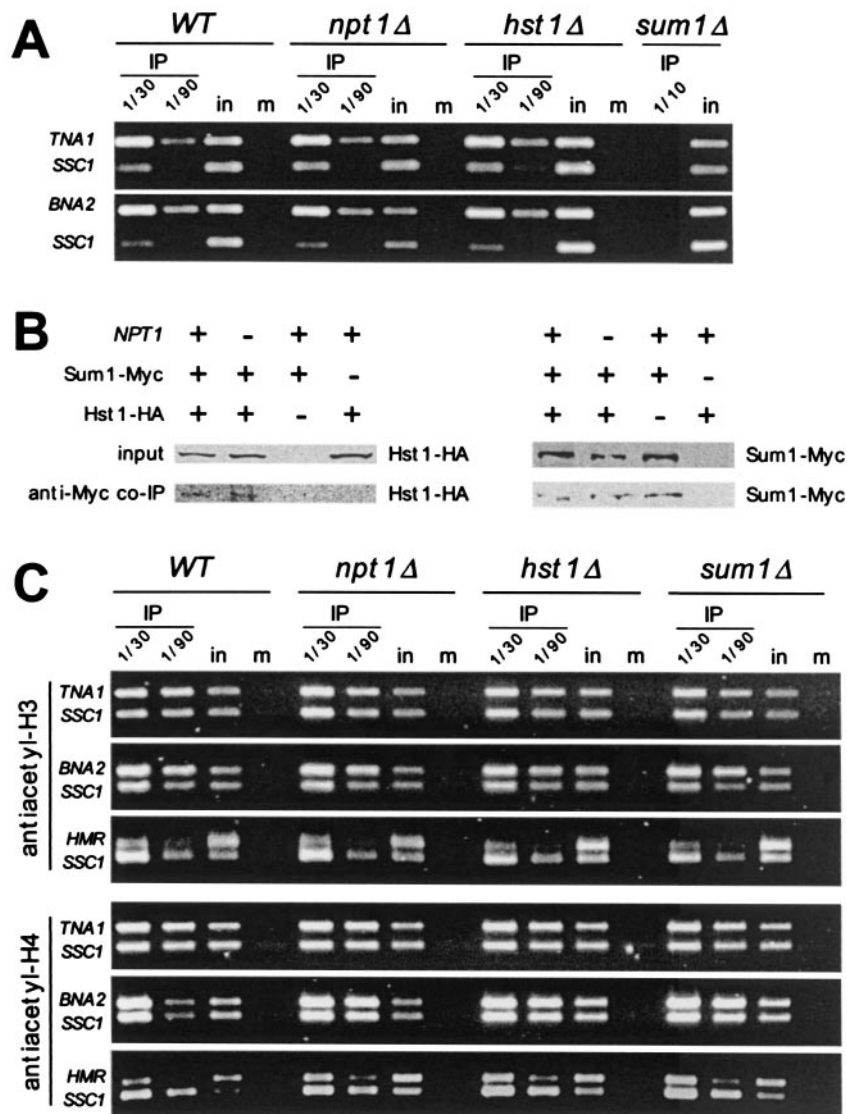 A
WT npt1Δ hst1Δ sum1Δ
IP IP IP IP
1/30 1/90 in m 1/30 1/90 in m 1/30 1/90 in m 1/10 in
TNA1
SSC1
BNA2
SSC1
B
NPT1 + - + + + - + +
Sum1-Myc + + + - + + + -
Hst1-HA + + - + + + - +
input Hst1-HA Sum1-Myc
anti-Myc co-IP Hst1-HA Sum1-Myc
C
WT npt1Δ hst1Δ sum1Δ
IP IP IP IP
1/30 1/90 in m 1/30 1/90 in m 1/30 1/90 in m 1/30 1/90 in m
antiacetyl-H3
TNA1
SSC1
BNA2
SSC1
HMR
SSC1
antiacetyl-H4
TNA1
SSC1
BNA2
SSC1
HMR
SSC1